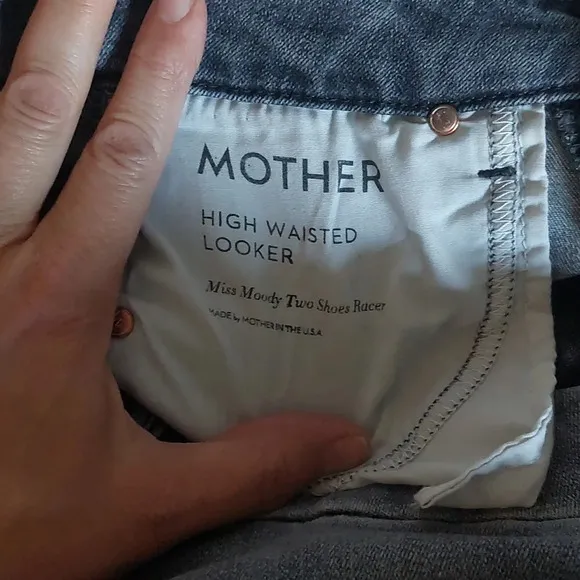 MOTHER
HIGH WAISTED
LOOKER
Miss Moody Two Shoes Racer
MADE by MOTHER IN THE U.S.A